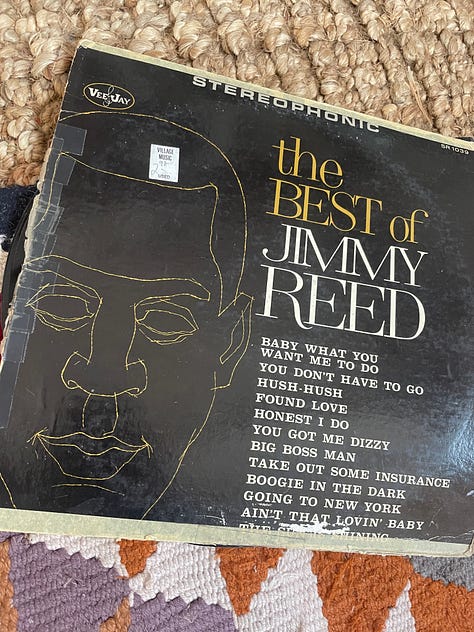 STEREOPHONIC
SR 1039
VEE JAY
VILLAGE
MUSIC
USED
the
BEST of
JIMMY
REED
BABY WHAT YOU
WANT ME TO DO
YOU DON'T HAVE TO GO
HUSH-HUSH
FOUND LOVE
HONEST I DO
YOU GOT ME DIZZY
BIG BOSS MAN
TAKE OUT SOME INSURANCE
BOOGIE IN THE DARK
GOING TO NEW YORK
AIN'T THAT LOVIN' BABY
THE